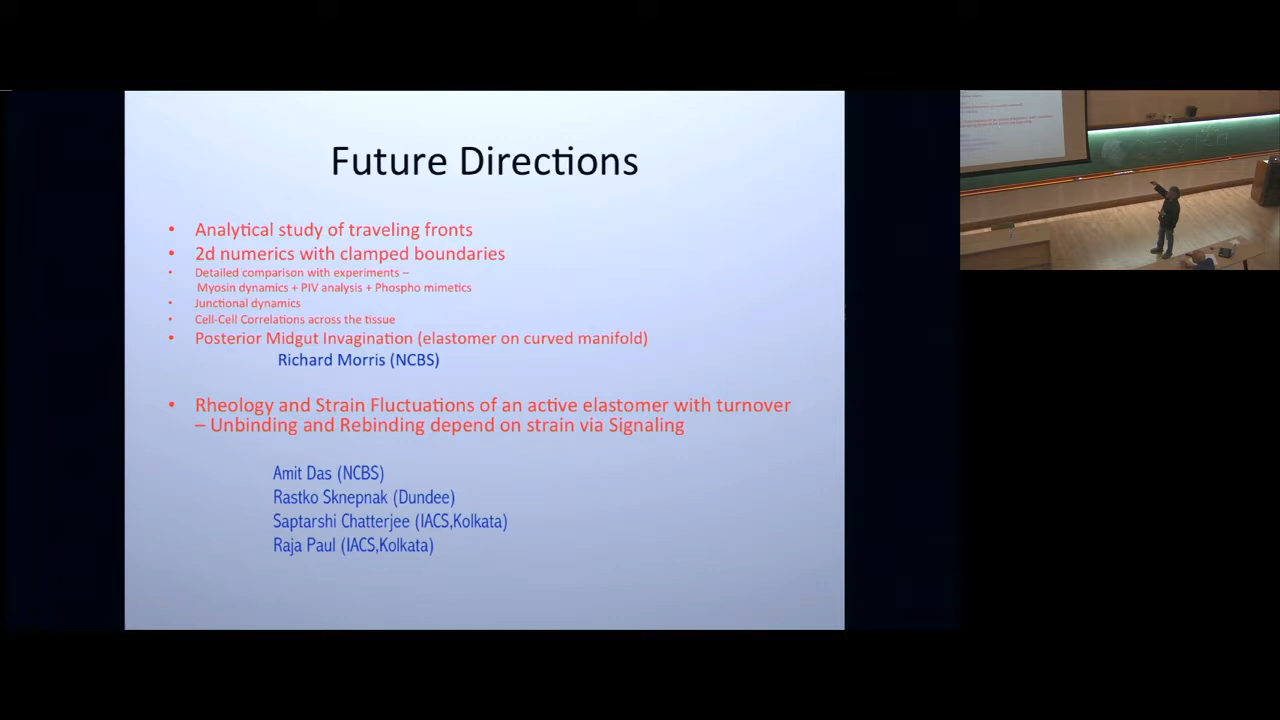 Future Directions
• Analytical study of traveling fronts
• 2d numerics with clamped boundaries
• Detailed comparison with experiments –
Myosin dynamics + PIV analysis + Phospho mimetics
• Junctional dynamics
• Cell-Cell Correlations across the tissue
• Posterior Midgut Invagination (elastomer on curved manifold)
Richard Morris (NCBS)
• Rheology and Strain Fluctuations of an active elastomer with turnover
– Unbinding and Rebinding depend on strain via Signaling
Amit Das (NCBS)
Rastko Sknepnak (Dundee)
Saptarshi Chatterjee (IACS,Kolkata)
Raja Paul (IACS,Kolkata)